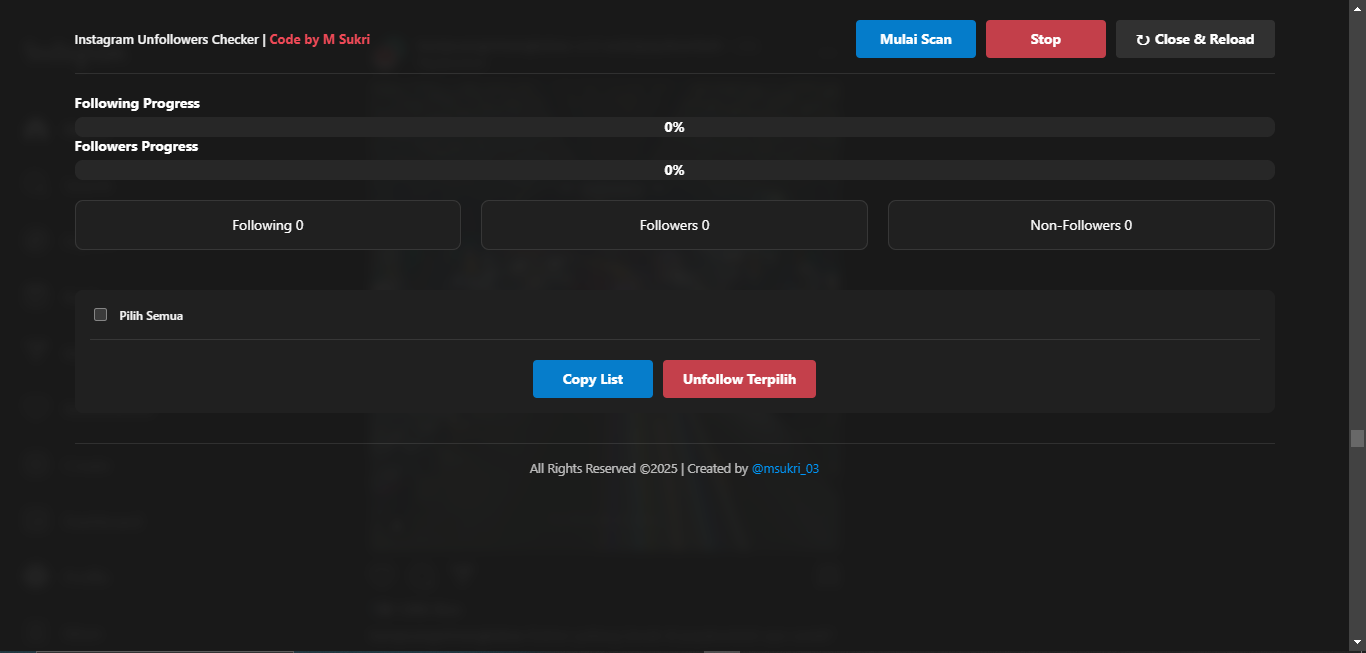 Instagram Unfollowers Checker | Code by M Sukri
Mulai Scan
Stop
↻ Close & Reload
Following Progress
0%
Followers Progress
0%
Following 0
Followers 0
Non-Followers 0
Pilih Semua
Copy List
Unfollow Terpilih
All Rights Reserved ©2025 | Created by @msukri_03